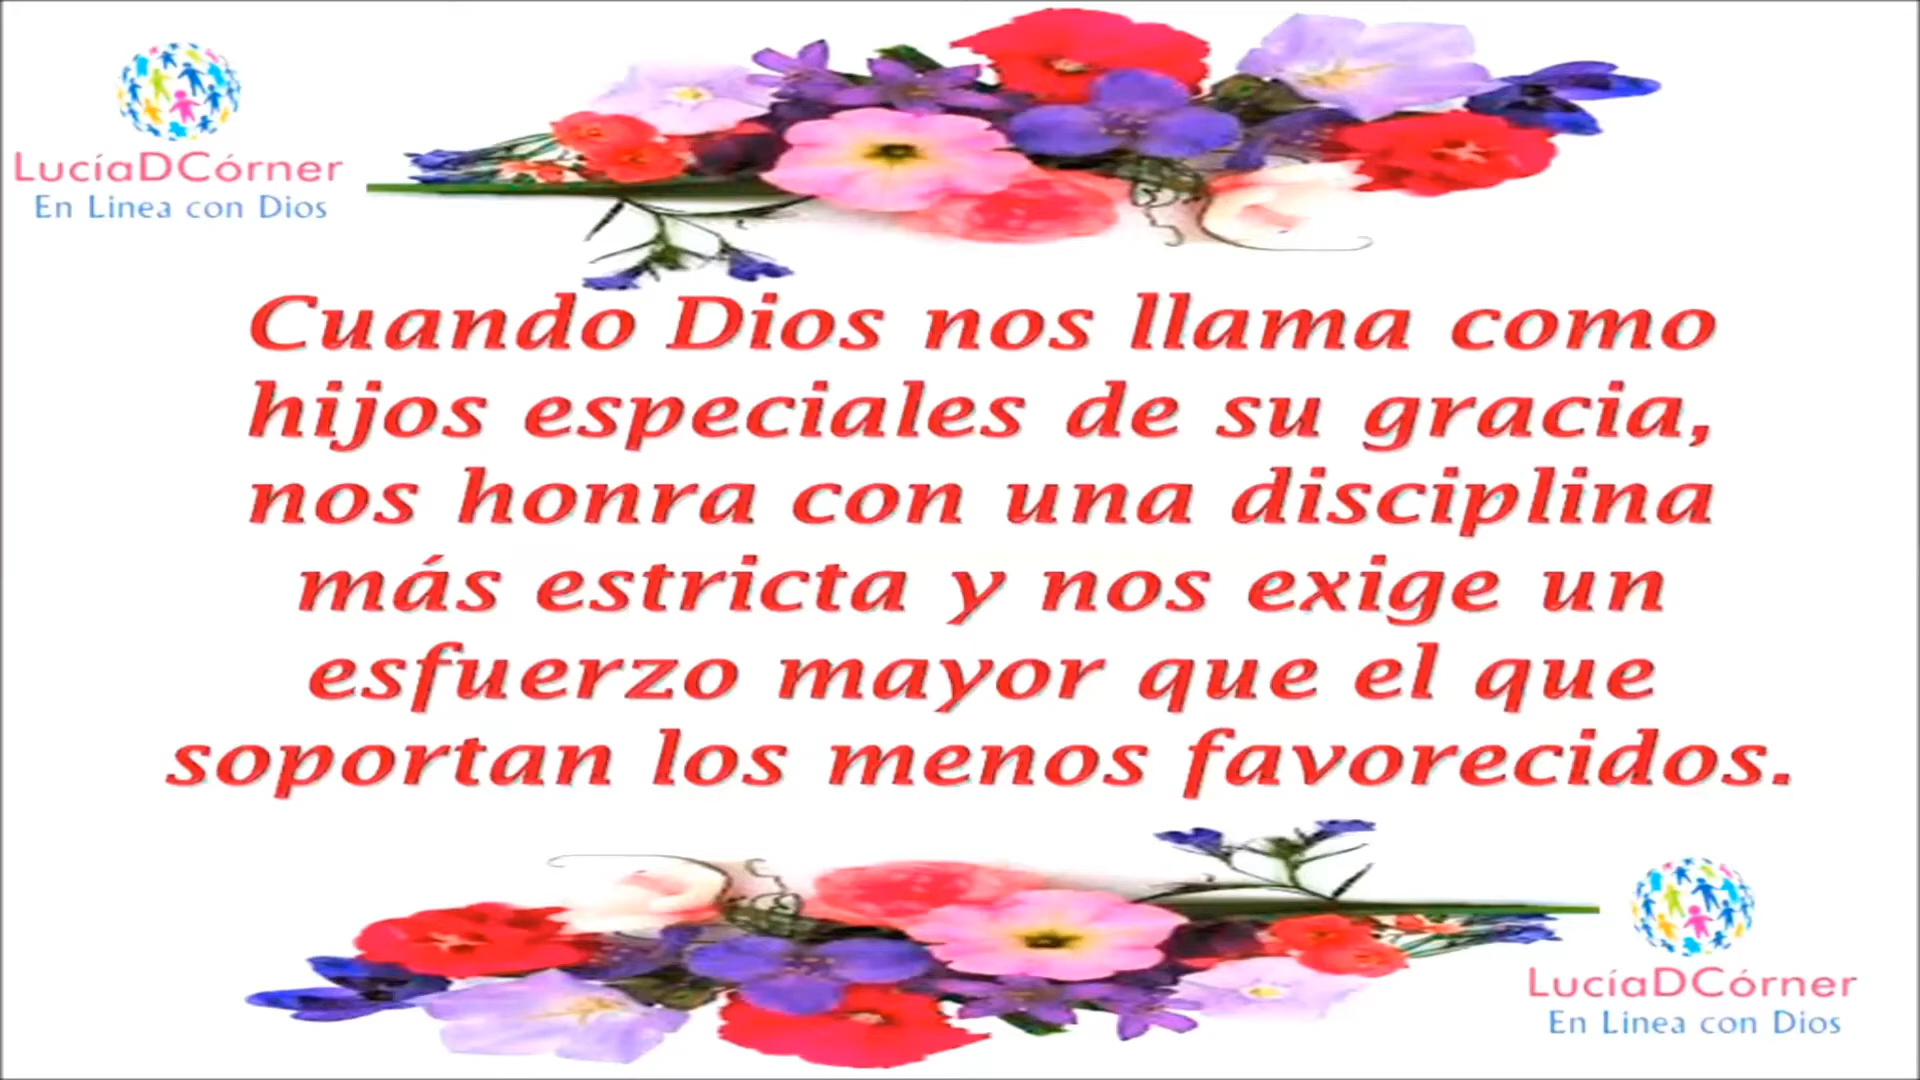 LucíaDCórner
En Linea con Dios
Cuando Dios nos llama como
hijos especiales de su gracia,
nos honra con una disciplina
más estricta y nos exige un
esfuerzo mayor que el que
soportan los menos favorecidos.
LucíaDCórner
En Linea con Dios